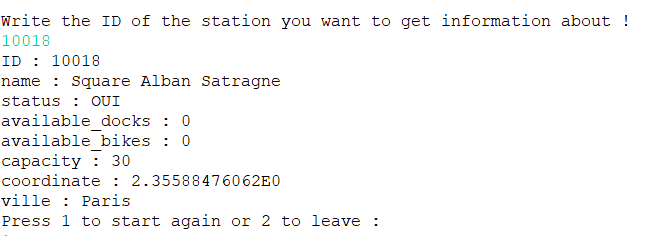 Write the ID of the station you want to get information about !
10018
ID : 10018
name : Square Alban Satragne
status : OUI
available_docks : 0
available_bikes : 0
capacity : 30
coordinate : 2.35588476062E0
ville : Paris
Press 1 to start again or 2 to leave :